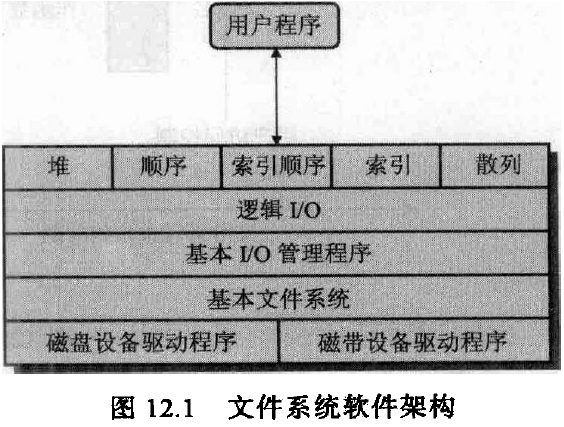 用户程序
堆 顺序 索引顺序 索引 散列
逻辑 I/O
基本 I/O 管理程序
基本文件系统
磁盘设备驱动程序 磁带设备驱动程序
图 12.1 文件系统软件架构